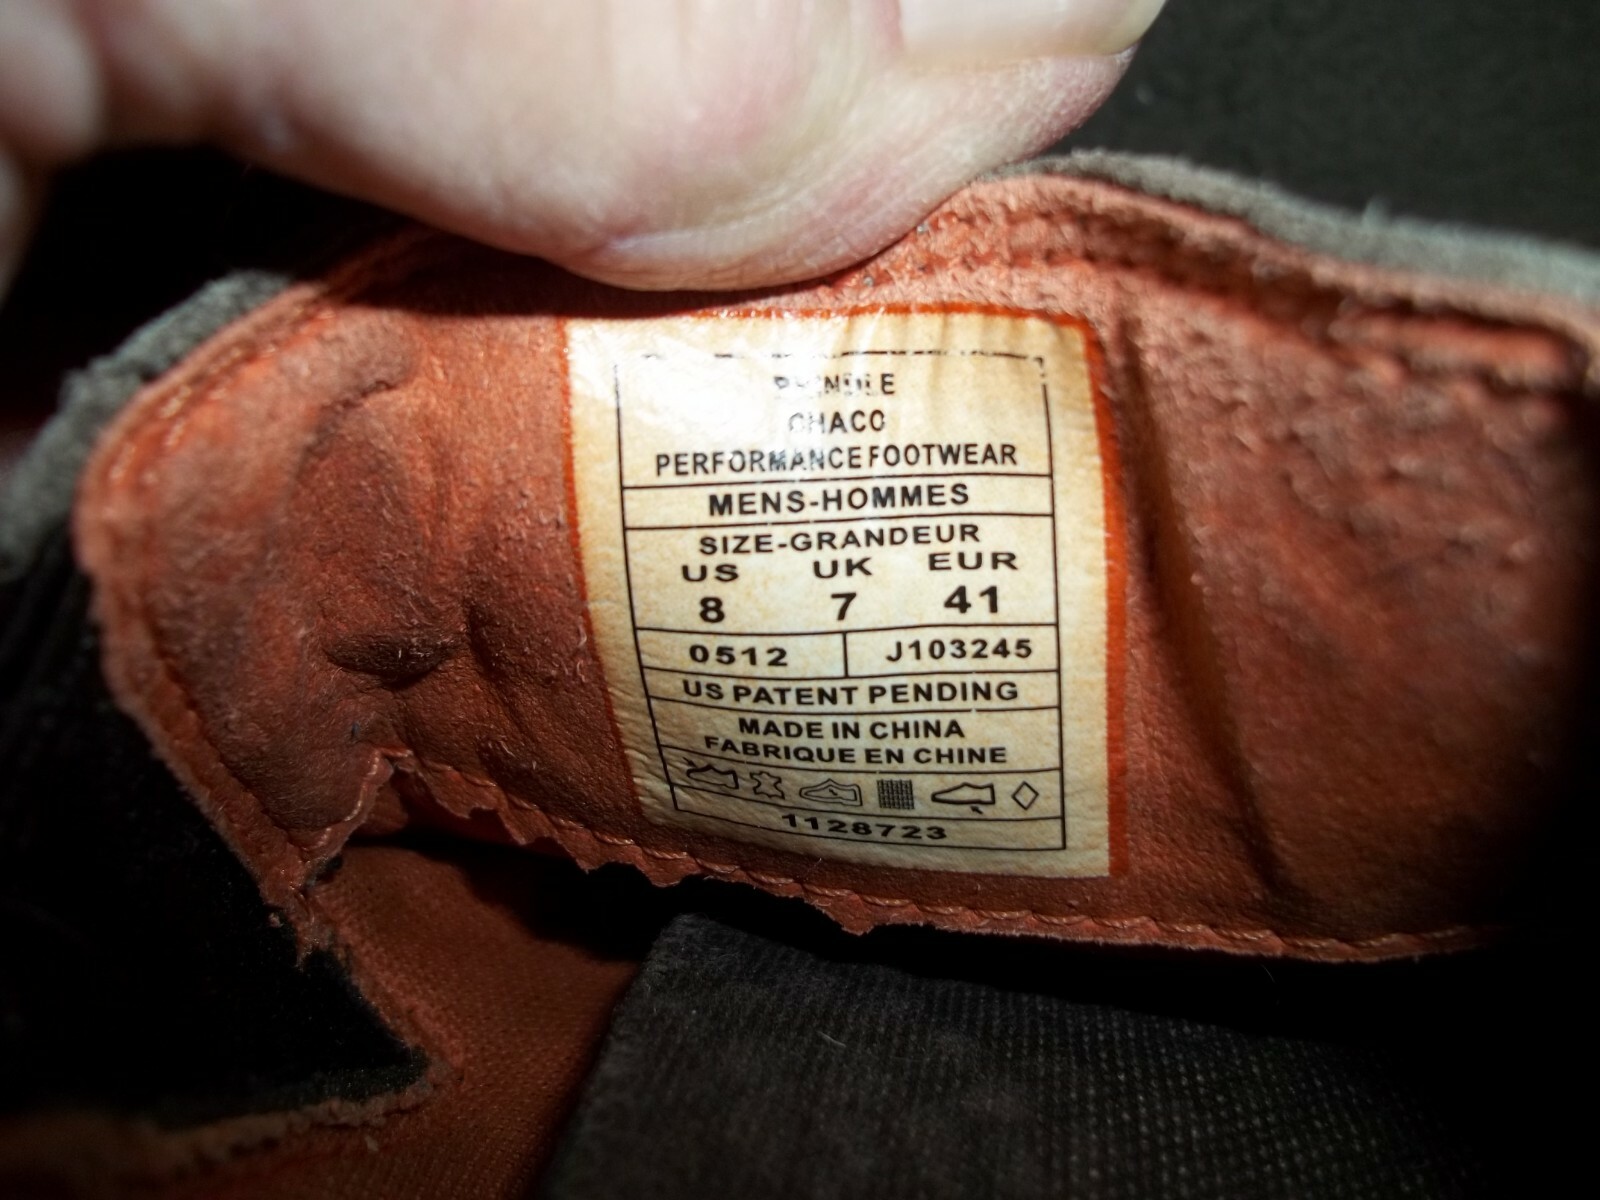 CHACO
PERFORMANCE FOOTWEAR
MENS-HOMMES
SIZE-GRANDEUR
US UK EUR
8 7 41
0512 J103245
US PATENT PENDING
MADE IN CHINA
FABRIQUE EN CHINE
1128723